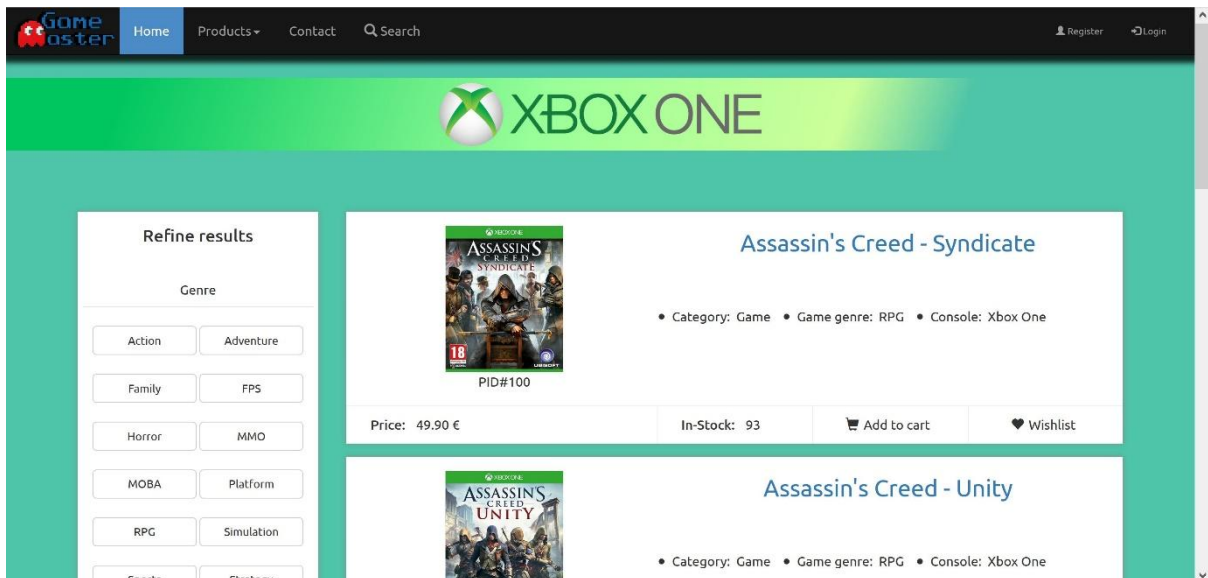 Game Master
Home Products Contact Search Register Login
XBOX ONE
Refine results
Genre
Action Adventure
Family FPS
Horror MMO
MOBA Platform
RPG Simulation
Sports Strategy
XBOX ONE
ASSASSIN'S
CREED
SYNDICATE
18
UBISOFT
PID#100
Assassin's Creed - Syndicate
• Category: Game • Game genre: RPG • Console: Xbox One
Price: 49.90 € In-Stock: 93 Add to cart Wishlist
XBOX ONE
ASSASSIN'S
CREED
UNITY
Assassin's Creed - Unity
• Category: Game • Game genre: RPG • Console: Xbox One